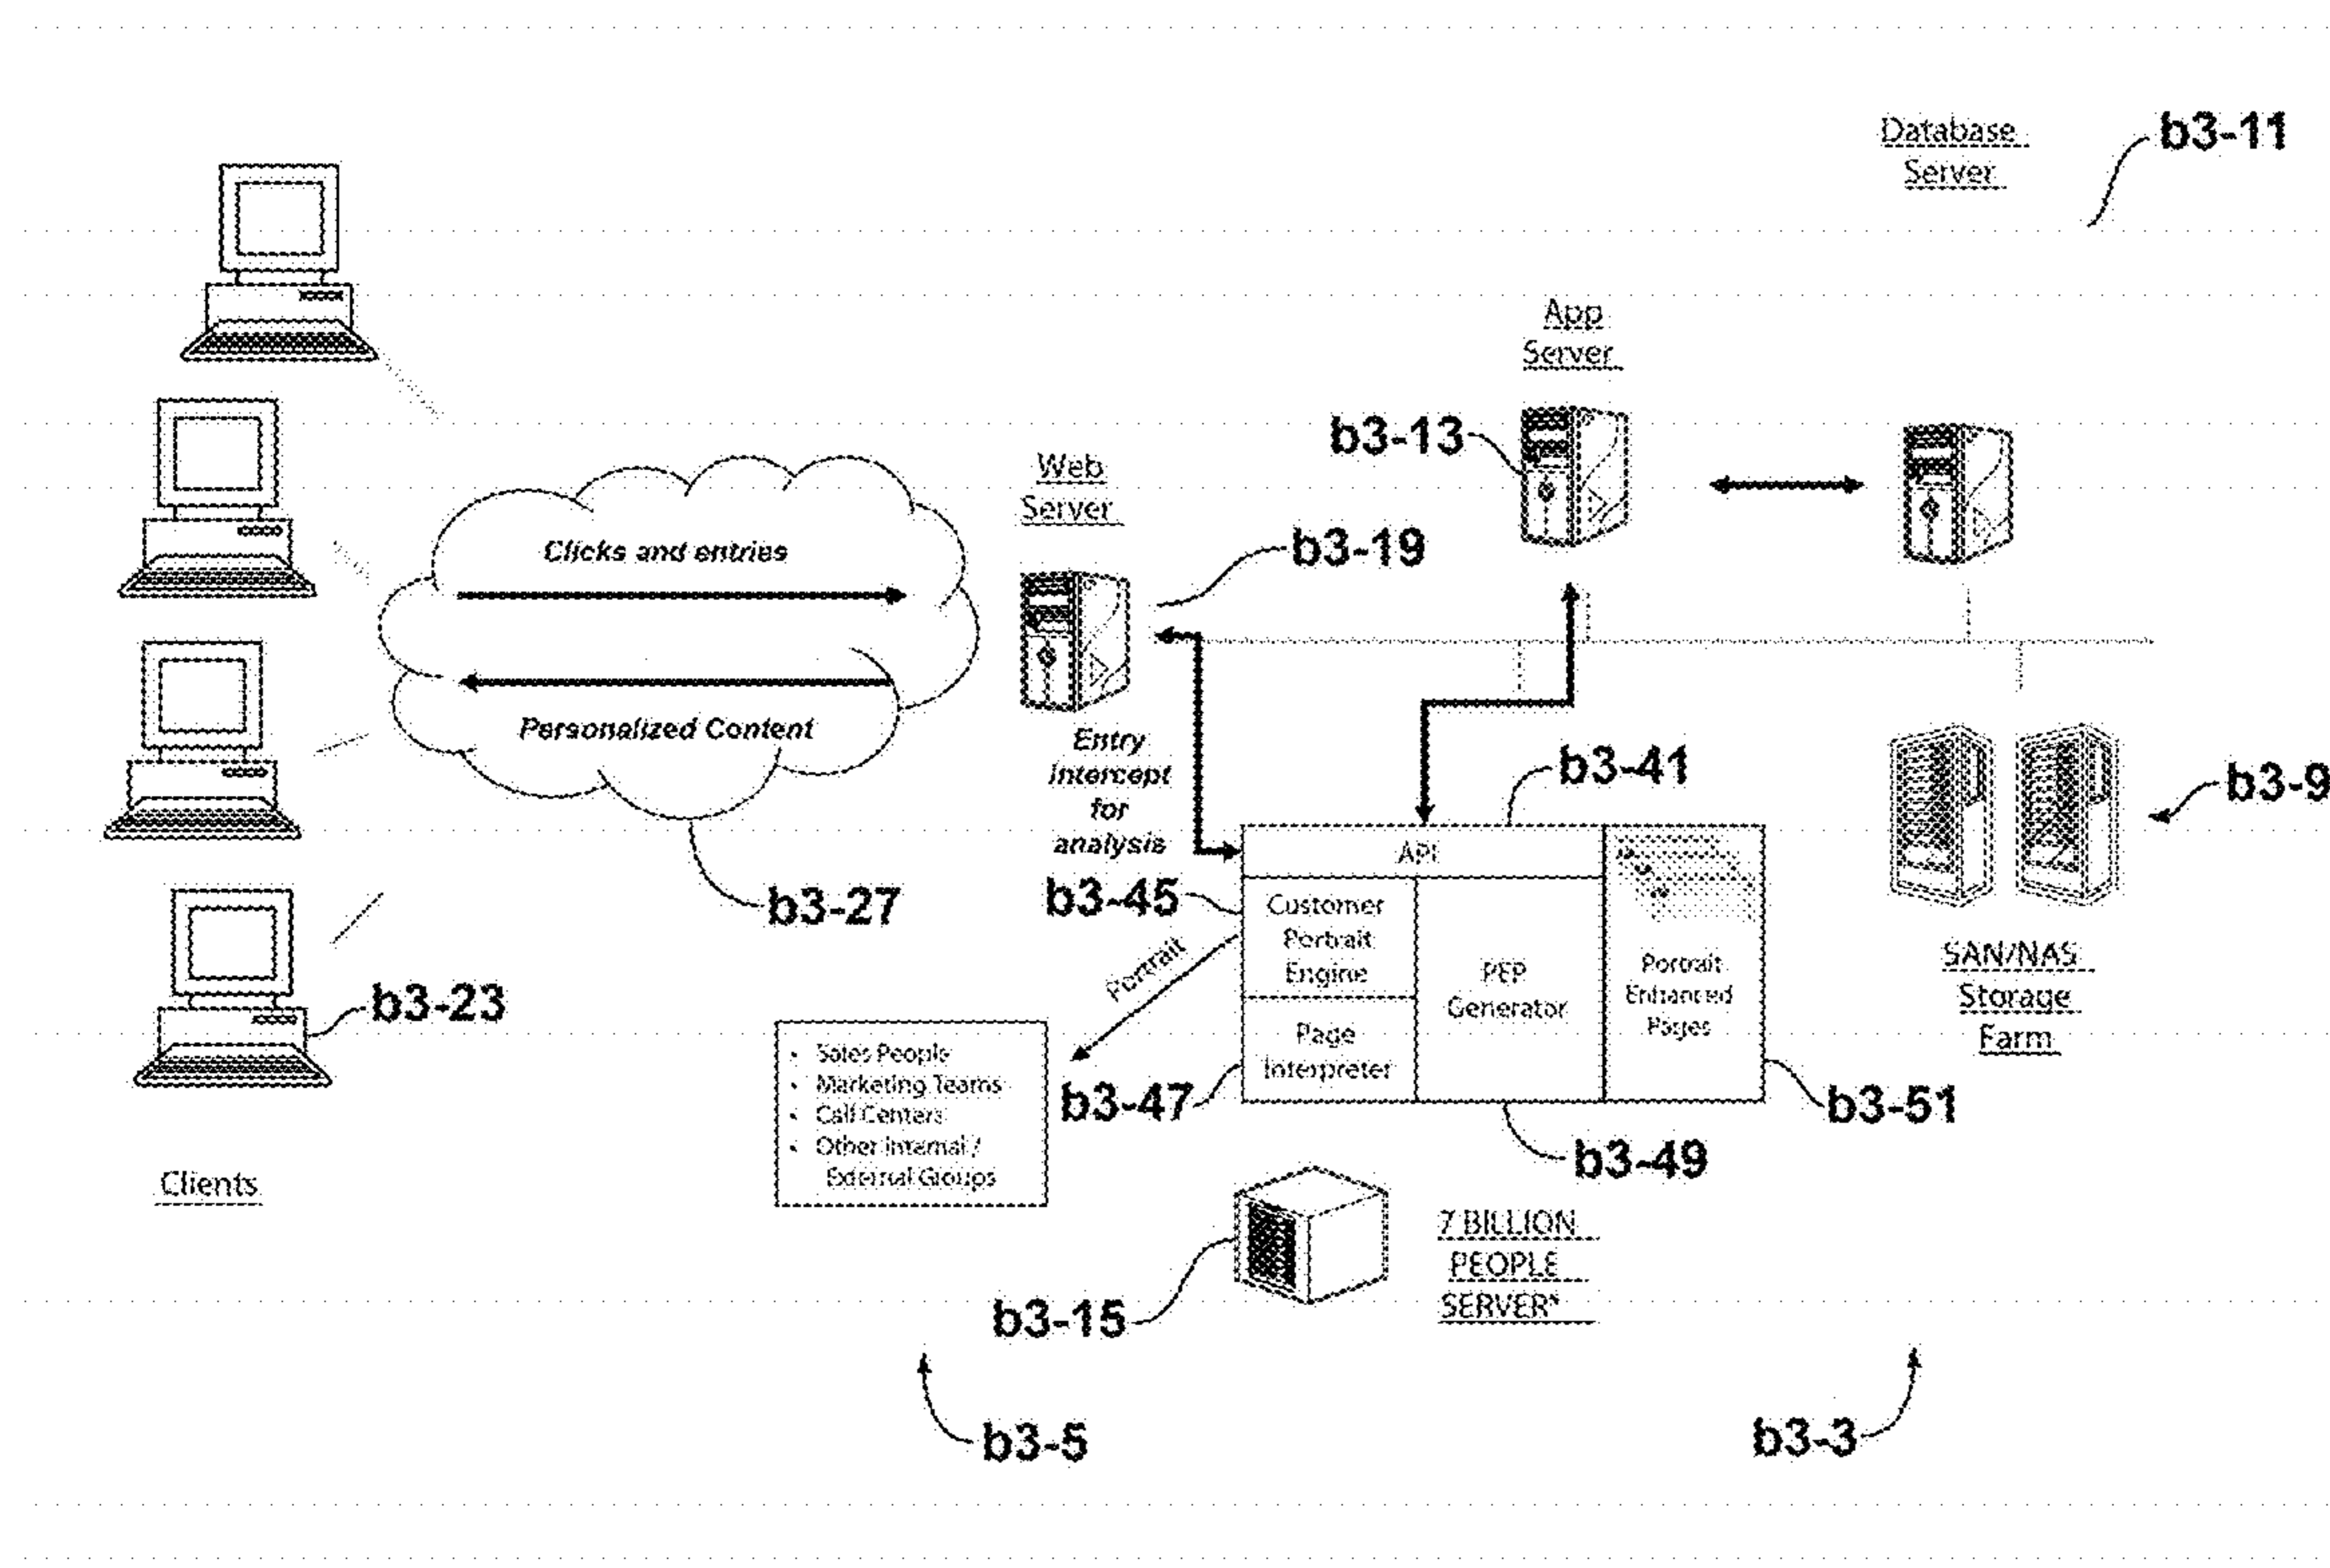 Database
Server
b3-11
App
Server
b3-13
Web
Server
b3-19
Clicks and entries
Personalized Content
Entry
intercept
for
analysis
b3-27
b3-41
b3-9
API
b3-45
Customer
Portrait
Engine
PEP
Generator
Portrait
Enhanced
Pages
Portrait
Page
Interpreter
b3-47
b3-49
b3-51
SAN/NAS
Storage
Farm
b3-23
• Sales People
• Marketing Teams
• Call Centers
• Other Internal /
External Groups
Clients
7 BILLION
PEOPLE
SERVER*
b3-15
b3-5
b3-3